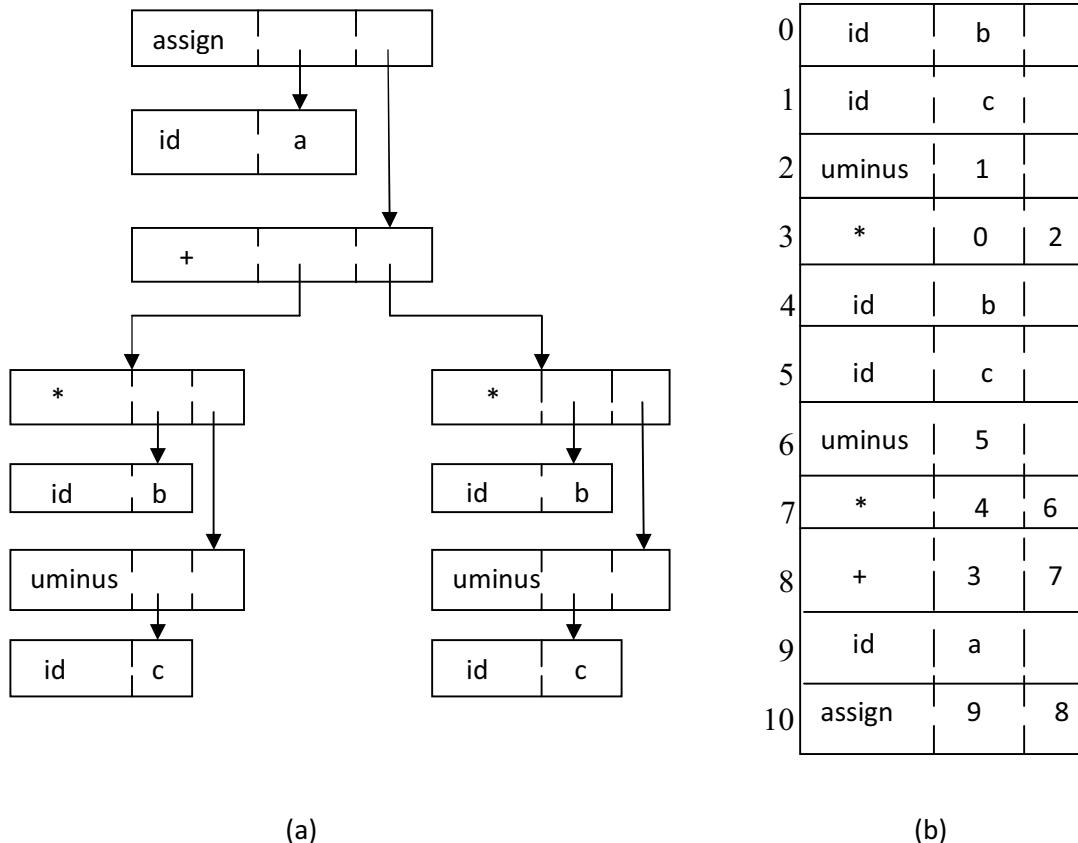 assign
id a
+
* *
id b id b
uminus uminus
id c id c
(a)
0 id b
1 id c
2 uminus 1
3 * 0 2
4 id b
5 id c
6 uminus 5
7 * 4 6
8 + 3 7
9 id a
10 assign 9 8
(b)